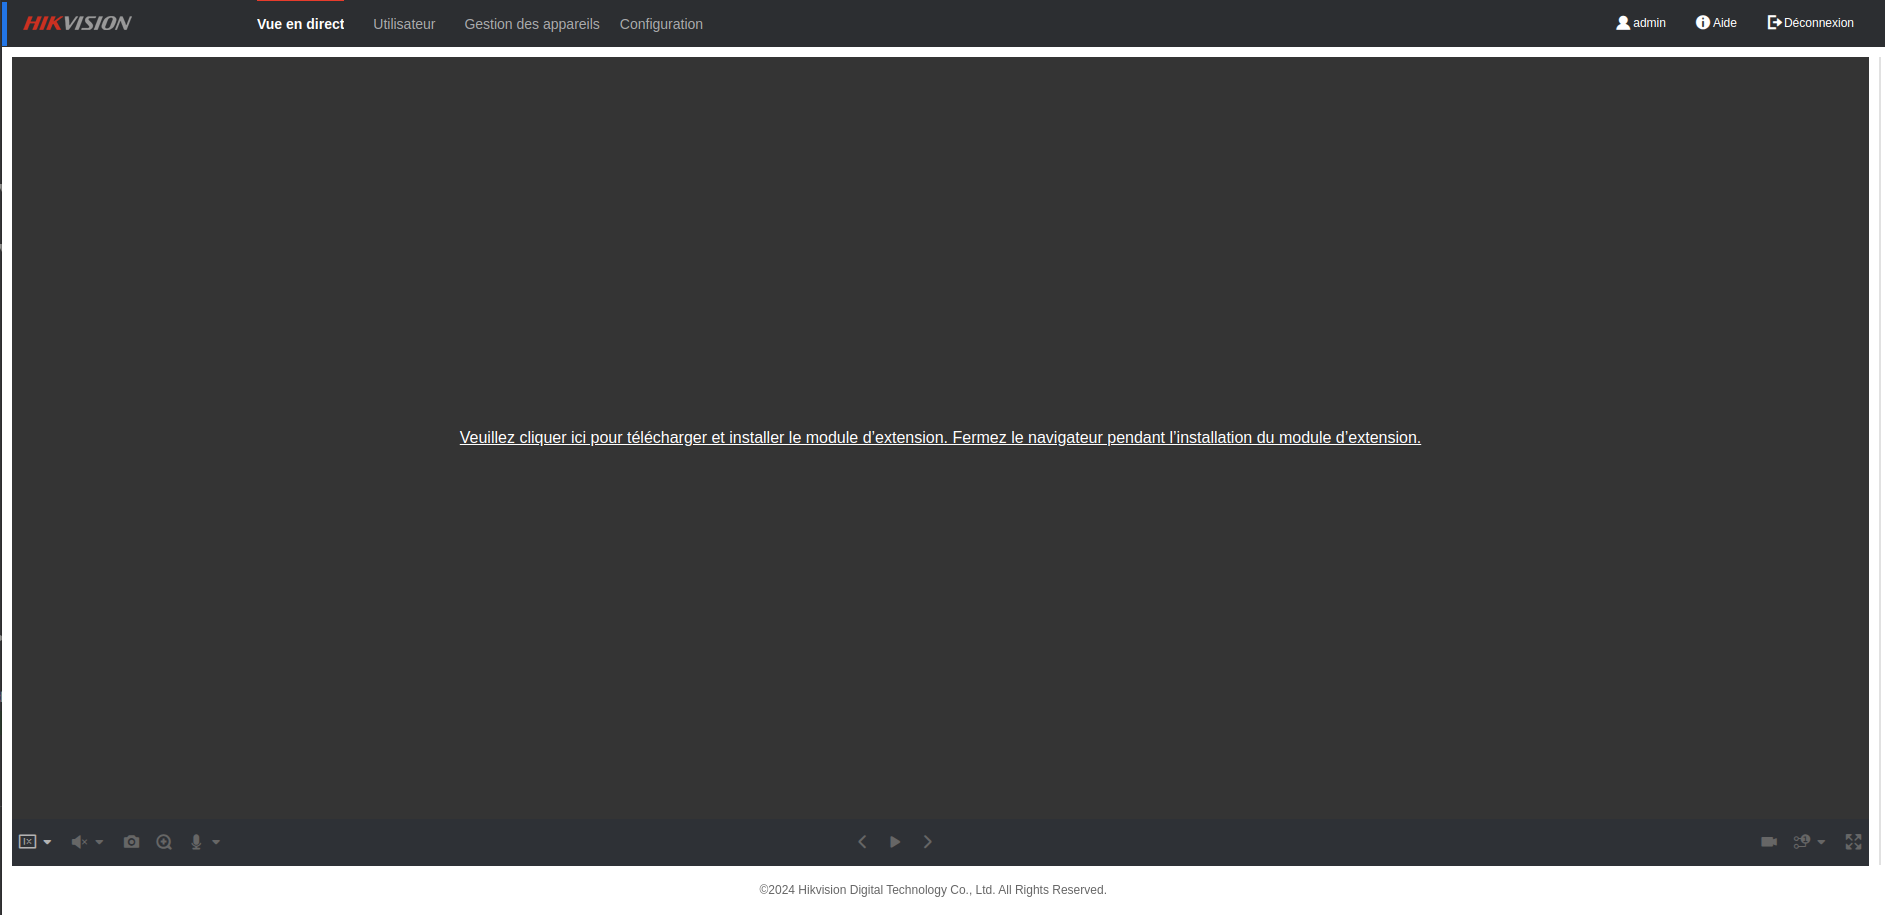 HIKVISION Vue en direct Utilisateur Gestion des appareils Configuration admin Aide Déconnexion
Veuillez cliquer ici pour télécharger et installer le module d’extension. Fermez le navigateur pendant l’installation du module d’extension.
©2024 Hikvision Digital Technology Co., Ltd. All Rights Reserved.